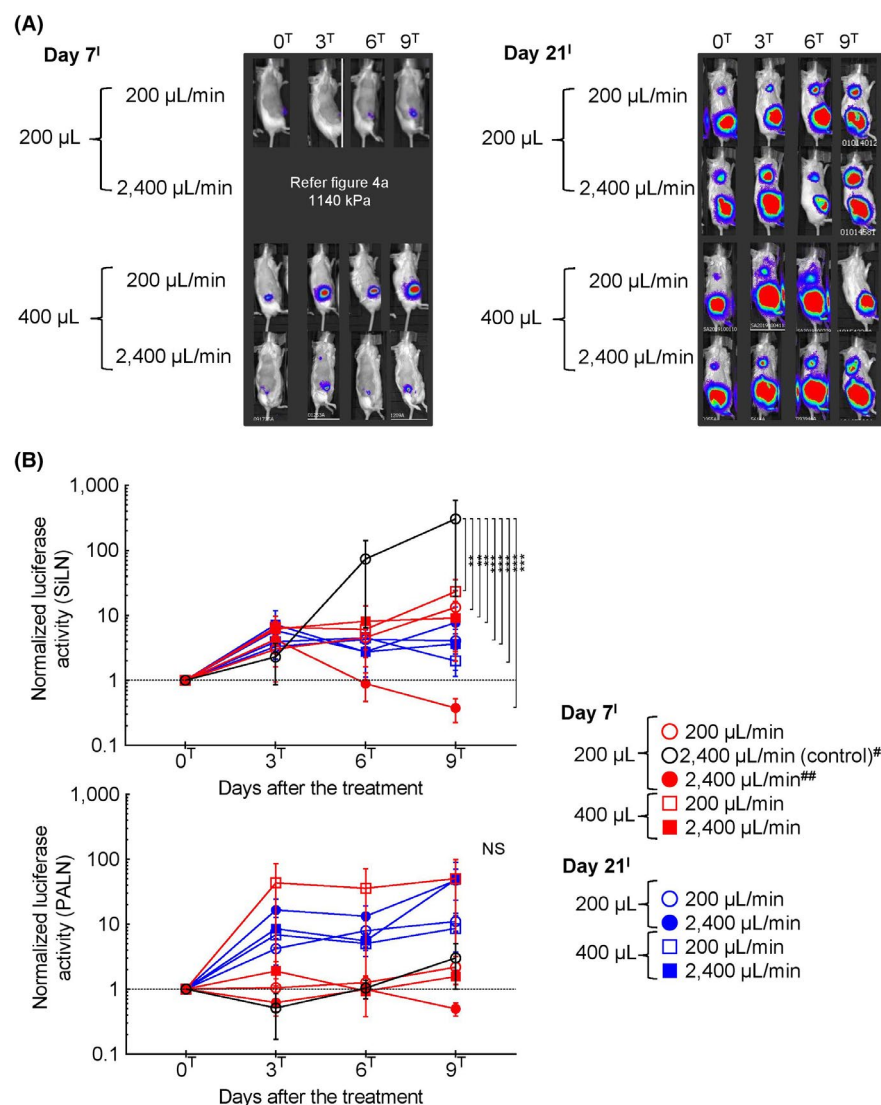 (A)
Day 7ᴵ
0ᵀ 3ᵀ 6ᵀ 9ᵀ
200 µL
200 µL/min
2,400 µL/min
Refer figure 4a
1140 kPa
400 µL
200 µL/min
2,400 µL/min
Day 21ᴵ
0ᵀ 3ᵀ 6ᵀ 9ᵀ
200 µL
200 µL/min
01014012
2,400 µL/min
400 µL
200 µL/min
2,400 µL/min
(B)
Normalized luciferase
activity (SiLN)
1,000
100
10
1
0.1
0ᵀ 3ᵀ 6ᵀ 9ᵀ
Days after the treatment
Normalized luciferase
activity (PALN)
1,000
100
10
1
0.1
NS
0ᵀ 3ᵀ 6ᵀ 9ᵀ
Days after the treatment
Day 7ᴵ
200 µL
200 µL/min
2,400 µL/min (control)#
2,400 µL/min##
400 µL
200 µL/min
2,400 µL/min
Day 21ᴵ
200 µL
200 µL/min
2,400 µL/min
400 µL
200 µL/min
2,400 µL/min